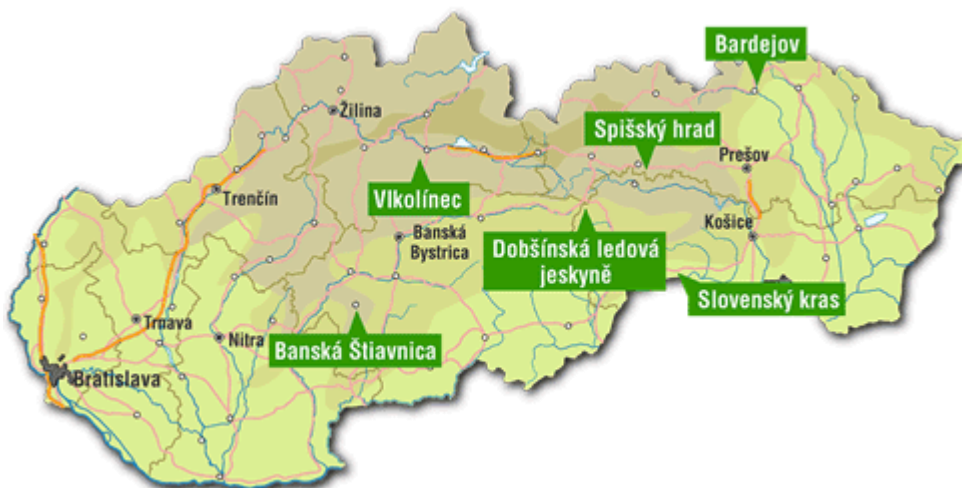 Bardejov
Žilina
Spišský hrad
Prešov
Vlkolínec
Trenčín
Banská
Bystrica
Košice
Dobšínská ledová
jeskyně
Slovenský kras
Trnava
Nitra
Banská Štiavnica
Bratislava